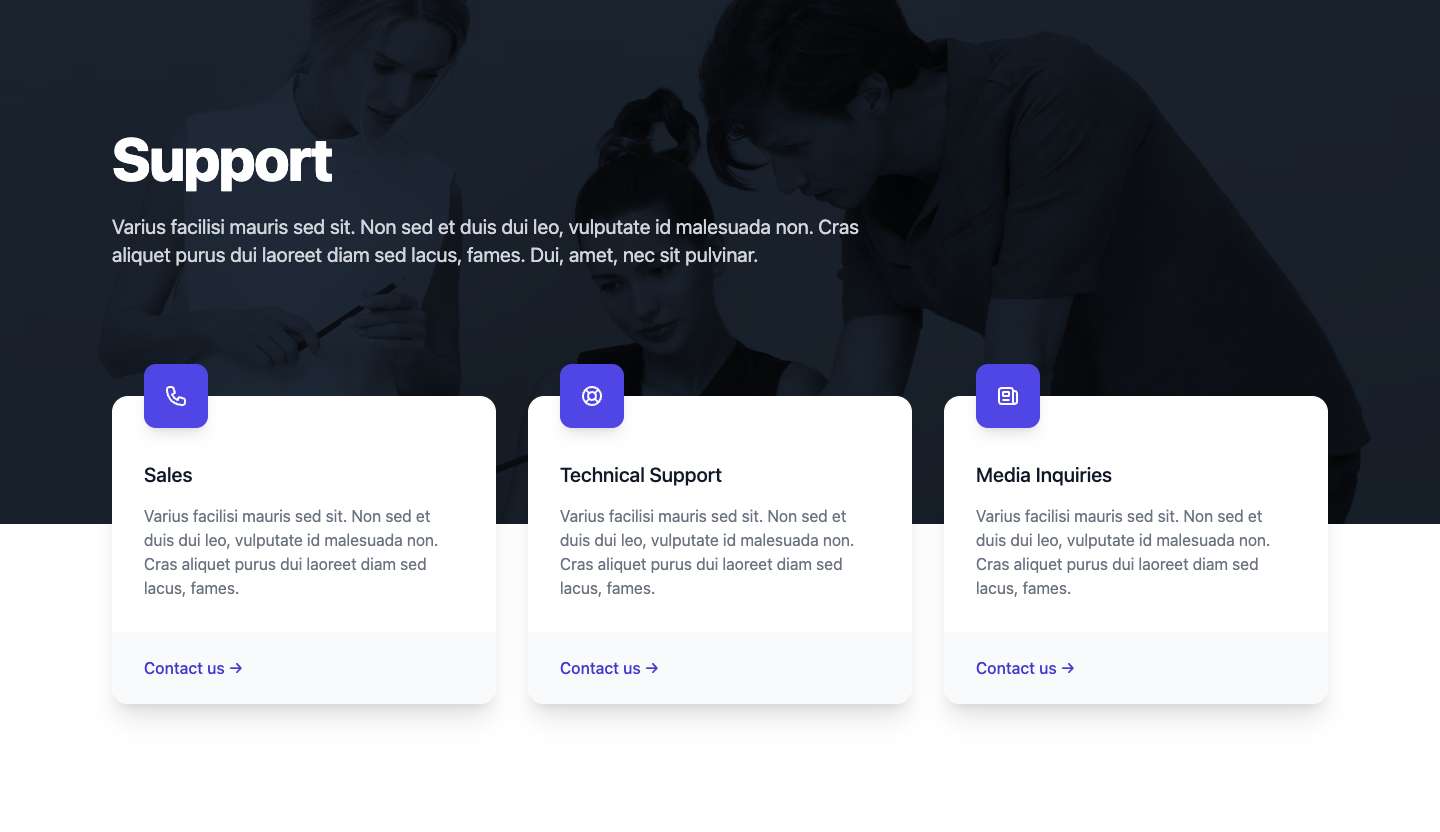 Support
Varius facilisi mauris sed sit. Non sed et duis dui leo, vulputate id malesuada non. Cras
aliquet purus dui laoreet diam sed lacus, fames. Dui, amet, nec sit pulvinar.
Sales
Varius facilisi mauris sed sit. Non sed et
duis dui leo, vulputate id malesuada non.
Cras aliquet purus dui laoreet diam sed
lacus, fames.
Contact us →
Technical Support
Varius facilisi mauris sed sit. Non sed et
duis dui leo, vulputate id malesuada non.
Cras aliquet purus dui laoreet diam sed
lacus, fames.
Contact us →
Media Inquiries
Varius facilisi mauris sed sit. Non sed et
duis dui leo, vulputate id malesuada non.
Cras aliquet purus dui laoreet diam sed
lacus, fames.
Contact us →